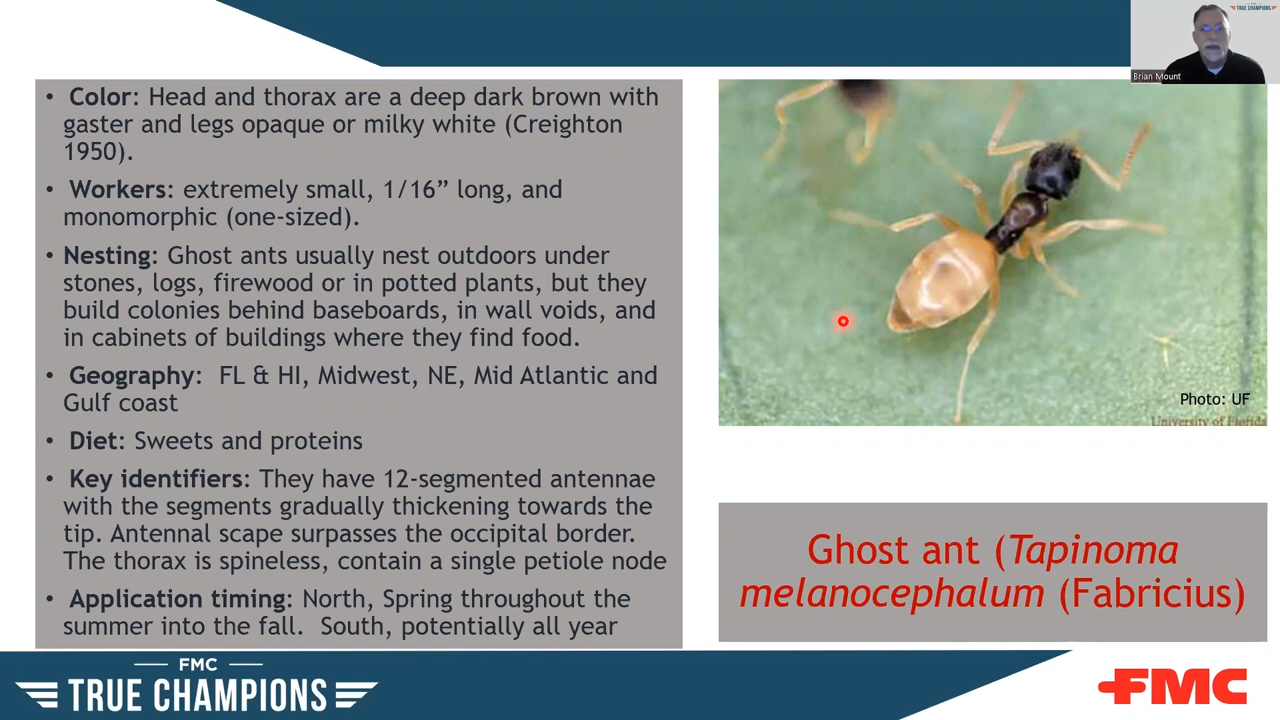 TRUE CHAMPIONS
Brian Mount
• Color: Head and thorax are a deep dark brown with
gaster and legs opaque or milky white (Creighton
1950).
• Workers: extremely small, 1/16” long, and
monomorphic (one-sized).
• Nesting: Ghost ants usually nest outdoors under
stones, logs, firewood or in potted plants, but they
build colonies behind baseboards, in wall voids, and
in cabinets of buildings where they find food.
• Geography: FL & HI, Midwest, NE, Mid Atlantic and
Gulf coast
• Diet: Sweets and proteins
• Key identifiers: They have 12-segmented antennae
with the segments gradually thickening towards the
tip. Antennal scape surpasses the occipital border.
The thorax is spineless, contain a single petiole node
• Application timing: North, Spring throughout the
summer into the fall. South, potentially all year
Photo: UF
University of Florida
Ghost ant (Tapinoma
melanocephalum (Fabricius)
FMC
TRUE CHAMPIONS
FMC